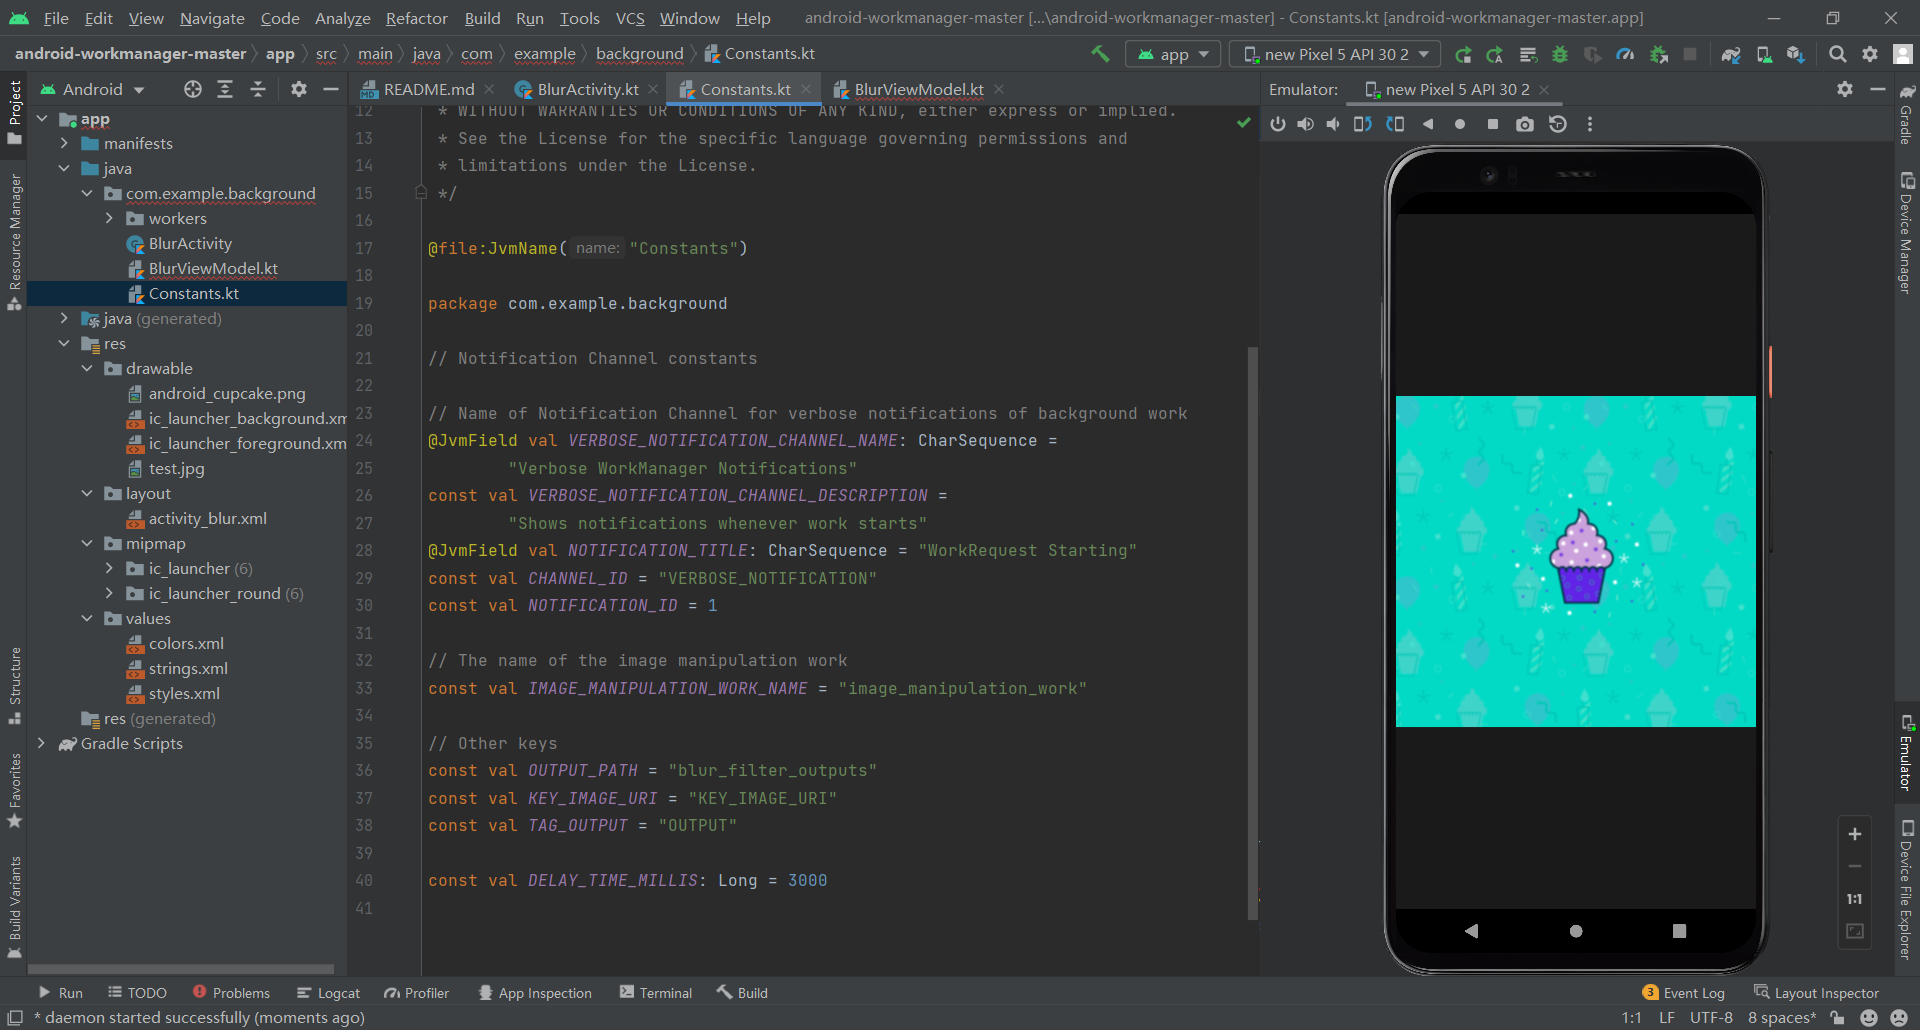 File Edit View Navigate Code Analyze Refactor Build Run Tools VCS Window Help android-workmanager-master [...\android-workmanager-master] - Constants.kt [android-workmanager-master.app]
android-workmanager-master app src main java com example background Constants.kt app new Pixel 5 API 30 2
Android README.md BlurActivity.kt Constants.kt BlurViewModel.kt Emulator: new Pixel 5 API 30 2
Project
Resource Manager
Structure
Favorites
Build Variants
app
manifests
java
com.example.background
workers
BlurActivity
BlurViewModel.kt
Constants.kt
java (generated)
res
drawable
android_cupcake.png
ic_launcher_background.xm
ic_launcher_foreground.xm
test.jpg
layout
activity_blur.xml
mipmap
ic_launcher (6)
ic_launcher_round (6)
values
colors.xml
strings.xml
styles.xml
res (generated)
Gradle Scripts
12 * WITHOUT WARRANTIES OR CONDITIONS OF ANY KIND, either express or implied.
13 * See the License for the specific language governing permissions and
14 * limitations under the License.
15 */
16
17 @file:JvmName( name: "Constants")
18
19 package com.example.background
20
21 // Notification Channel constants
22
23 // Name of Notification Channel for verbose notifications of background work
24 @JvmField val VERBOSE_NOTIFICATION_CHANNEL_NAME: CharSequence =
25 "Verbose WorkManager Notifications"
26 const val VERBOSE_NOTIFICATION_CHANNEL_DESCRIPTION =
27 "Shows notifications whenever work starts"
28 @JvmField val NOTIFICATION_TITLE: CharSequence = "WorkRequest Starting"
29 const val CHANNEL_ID = "VERBOSE_NOTIFICATION"
30 const val NOTIFICATION_ID = 1
31
32 // The name of the image manipulation work
33 const val IMAGE_MANIPULATION_WORK_NAME = "image_manipulation_work"
34
35 // Other keys
36 const val OUTPUT_PATH = "blur_filter_outputs"
37 const val KEY_IMAGE_URI = "KEY_IMAGE_URI"
38 const val TAG_OUTPUT = "OUTPUT"
39
40 const val DELAY_TIME_MILLIS: Long = 3000
41
1:1
Gradle
Device Manager
Emulator
Device File Explorer
Run TODO Problems Logcat Profiler App Inspection Terminal Build 3 Event Log Layout Inspector
* daemon started successfully (moments ago) 1:1 LF UTF-8 8 spaces*